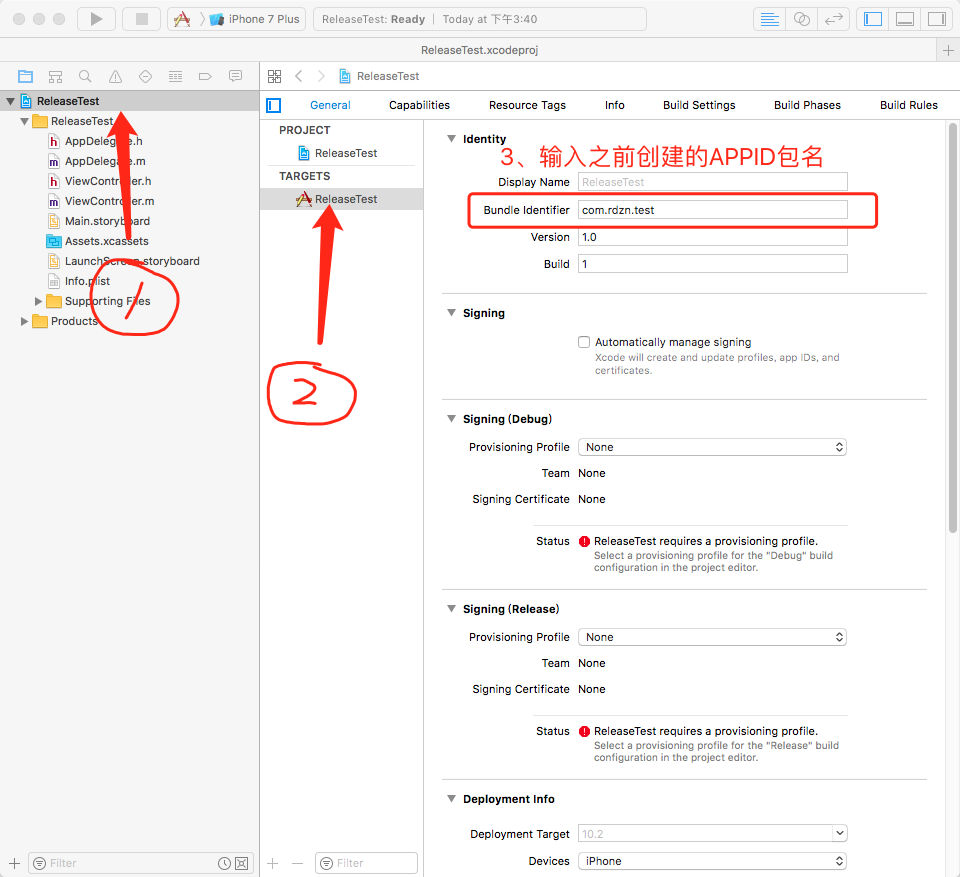 iPhone 7 Plus
ReleaseTest: Ready | Today at 下午3:40
ReleaseTest.xcodeproj
ReleaseTest
General
Capabilities
Resource Tags
Info
Build Settings
Build Phases
Build Rules
ReleaseTest
ReleaseTest
AppDelegate.h
AppDelegate.m
ViewController.h
ViewController.m
Main.storyboard
Assets.xcassets
LaunchScreen.storyboard
Info.plist
Supporting Files
Products
1
Filter
PROJECT
ReleaseTest
TARGETS
ReleaseTest
2
Filter
Identity
3、输入之前创建的APPID包名
Display Name ReleaseTest
Bundle Identifier com.rdzn.test
Version 1.0
Build 1
Signing
Automatically manage signing
Xcode will create and update profiles, app IDs, and
certificates.
Signing (Debug)
Provisioning Profile None
Team None
Signing Certificate None
Status ReleaseTest requires a provisioning profile.
Select a provisioning profile for the "Debug" build
configuration in the project editor.
Signing (Release)
Provisioning Profile None
Team None
Signing Certificate None
Status ReleaseTest requires a provisioning profile.
Select a provisioning profile for the "Release" build
configuration in the project editor.
Deployment Info
Deployment Target 10.2
Devices iPhone